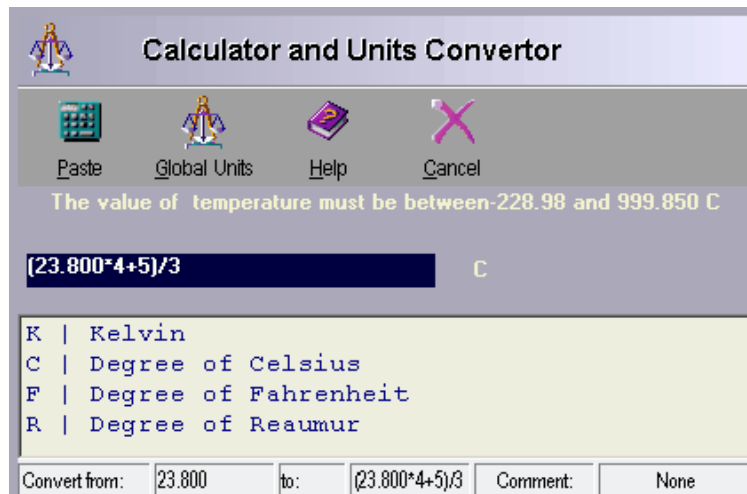 Calculator and Units Convertor
Paste Global Units Help Cancel
The value of temperature must be between-228.98 and 999.850 C
(23.800*4+5)/3 C
K | Kelvin
C | Degree of Celsius
F | Degree of Fahrenheit
R | Degree of Reaumur
Convert from: 23.800 to: (23.800*4+5)/3 Comment: None